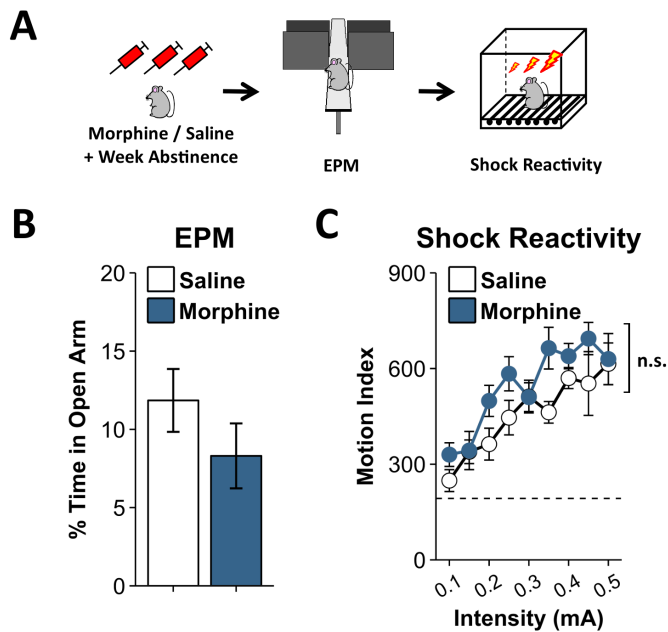 A
Morphine / Saline
+ Week Abstinence
EPM
Shock Reactivity
B
EPM
Saline
Morphine
% Time in Open Arm
20
15
10
5
0
C
Shock Reactivity
Saline
Morphine
Motion Index
900
600
300
0
n.s.
0.1
0.2
0.3
0.4
0.5
Intensity (mA)